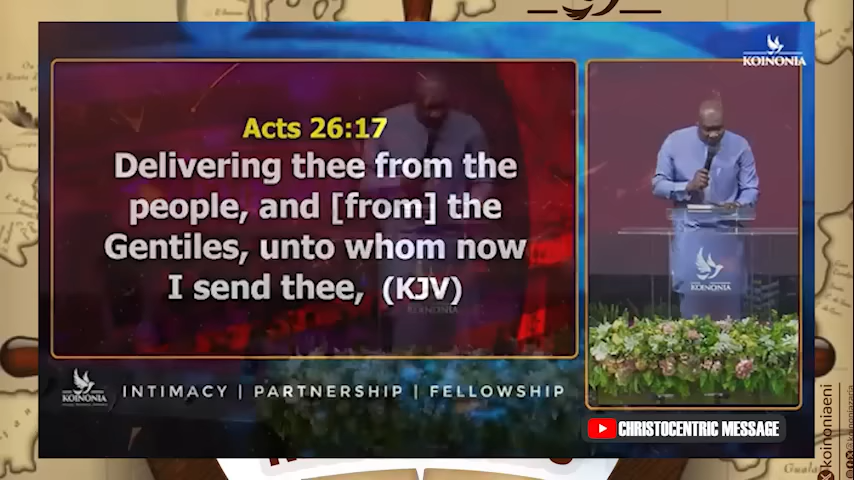 KOINONIA
Acts 26:17
Delivering thee from the
people, and [from] the
Gentiles, unto whom now
I send thee, (KJV)
KOINONIA
KOINONIA
INTIMACY | PARTNERSHIP | FELLOWSHIP
CHRISTOCENTRIC MESSAGE
koinoniaeni